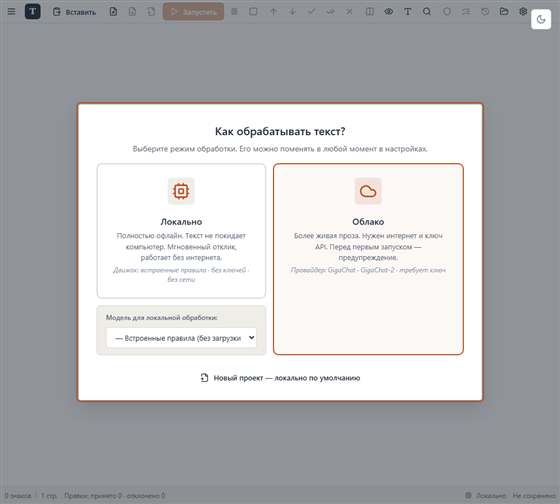 T Вставить Запустить T
Как обрабатывать текст?
Выберите режим обработки. Его можно поменять в любой момент в настройках.
Локально
Полностью офлайн. Текст не покидает
компьютер. Мгновенный отклик,
работает без интернета.
Движок: встроенные правила · без ключей ·
без сети
Модель для локальной обработки:
— Встроенные правила (без загрузки
Облако
Более живая проза. Нужен интернет и ключ
API. Перед первым запуском —
предупреждение.
Провайдер: GigaChat · GigaChat-2 · требует ключ
Новый проект — локально по умолчанию
0 знаков 1 стр. Правки: принято 0 · отклонено 0 Локально Не сохранено